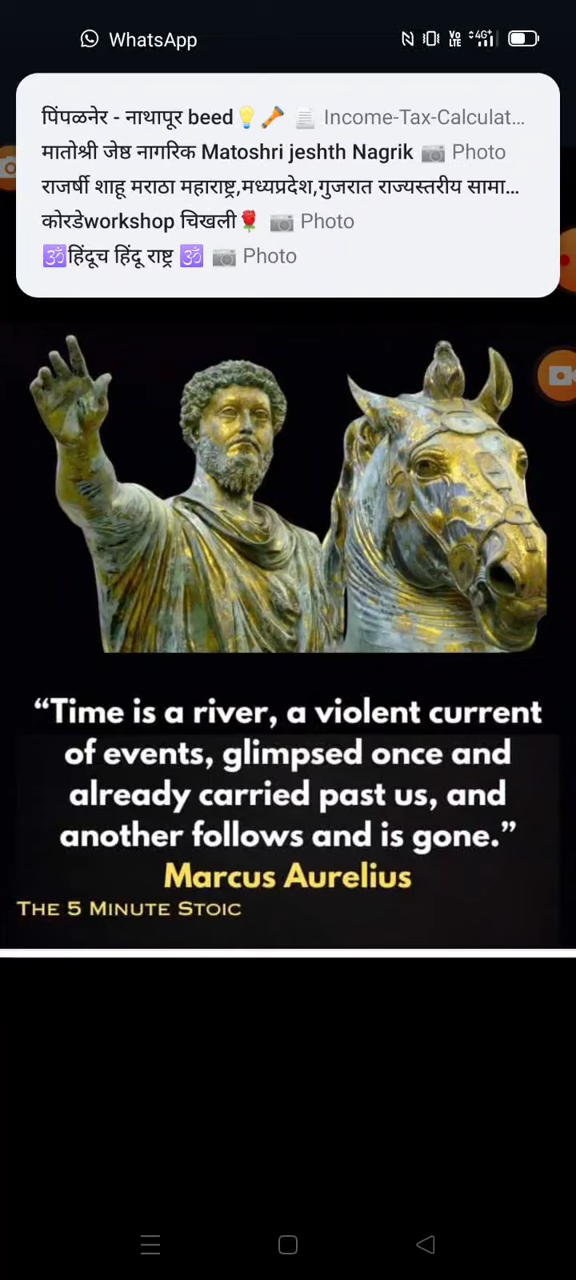 WhatsApp
VoLTE 4G+
पिंपळनेर - नाथापूर beed💡🔦 📄 Income-Tax-Calculat...
मातोश्री जेष्ठ नागरिक Matoshri jeshth Nagrik 📷 Photo
राजर्षी शाहू मराठा महाराष्ट्र,मध्यप्रदेश,गुजरात राज्यस्तरीय सामा...
कोरडेworkshop चिखली🌹 📷 Photo
🕉️हिंदूच हिंदू राष्ट्र 🕉️ 📷 Photo
“Time is a river, a violent current
of events, glimpsed once and
already carried past us, and
another follows and is gone.”
Marcus Aurelius
THE 5 MINUTE STOIC